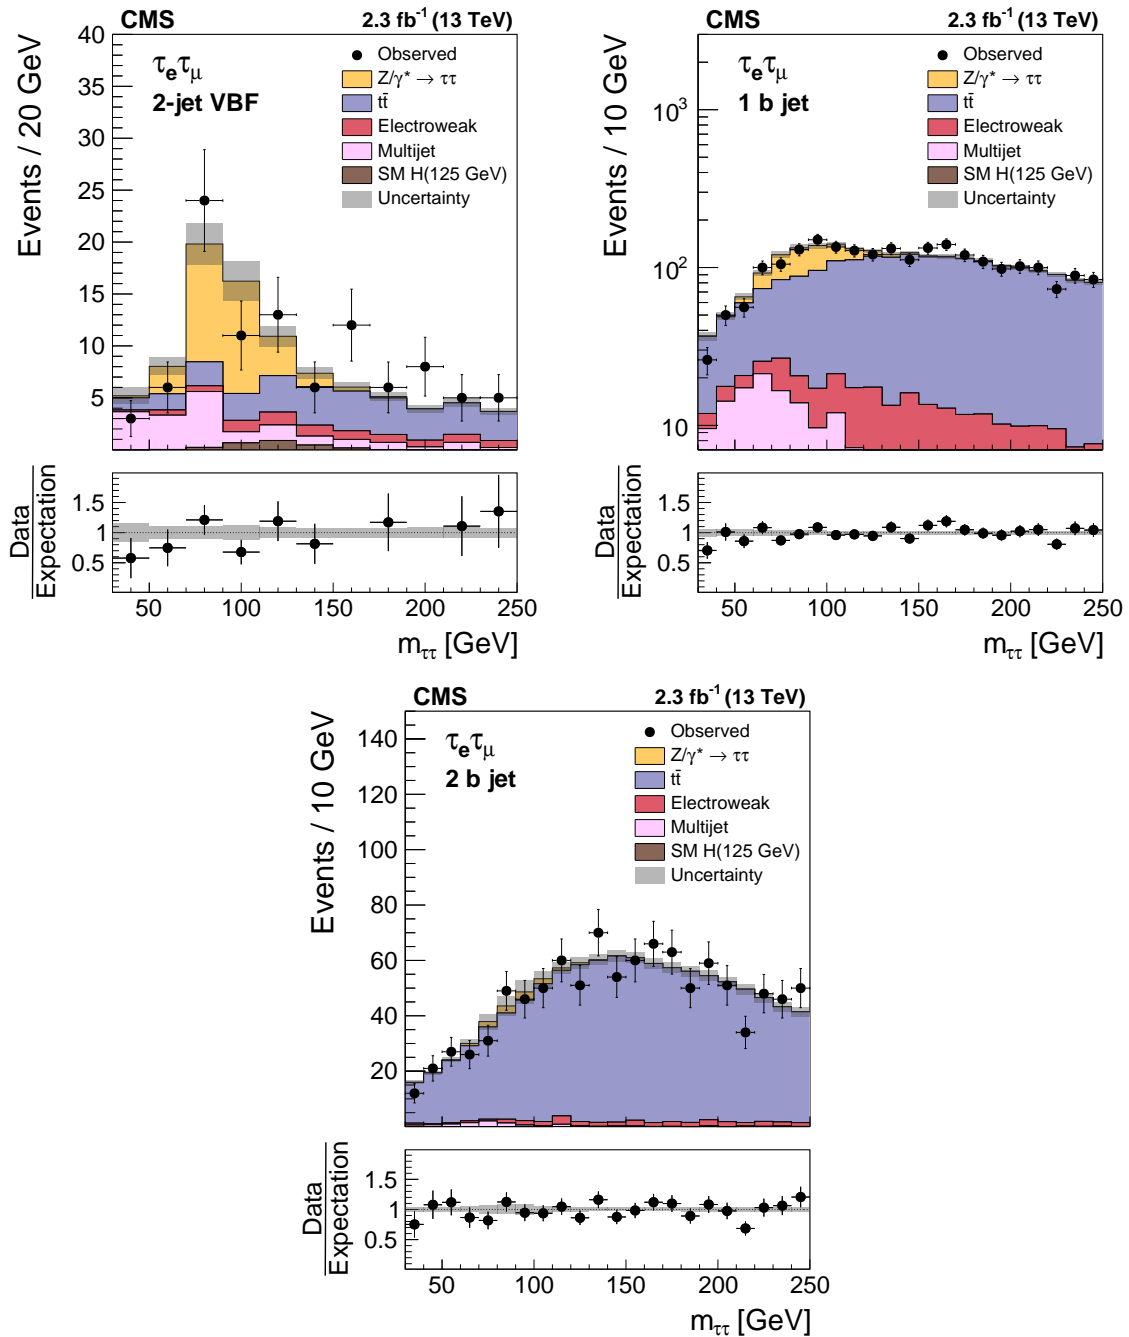 CMS 2.3 fb⁻¹ (13 TeV)
Events / 20 GeV
τeτμ
2-jet VBF
Observed
Z/γ* → ττ
tt̄
Electroweak
Multijet
SM H(125 GeV)
Uncertainty
40
35
30
25
20
15
10
5
Data
Expectation
1.5
1
0.5
50 100 150 200 250
mττ [GeV]
CMS 2.3 fb⁻¹ (13 TeV)
Events / 10 GeV
τeτμ
1 b jet
Observed
Z/γ* → ττ
tt̄
Electroweak
Multijet
SM H(125 GeV)
Uncertainty
10³
10²
10
Data
Expectation
1.5
1
0.5
50 100 150 200 250
mττ [GeV]
CMS 2.3 fb⁻¹ (13 TeV)
Events / 10 GeV
τeτμ
2 b jet
Observed
Z/γ* → ττ
tt̄
Electroweak
Multijet
SM H(125 GeV)
Uncertainty
140
120
100
80
60
40
20
Data
Expectation
1.5
1
0.5
50 100 150 200 250
mττ [GeV]